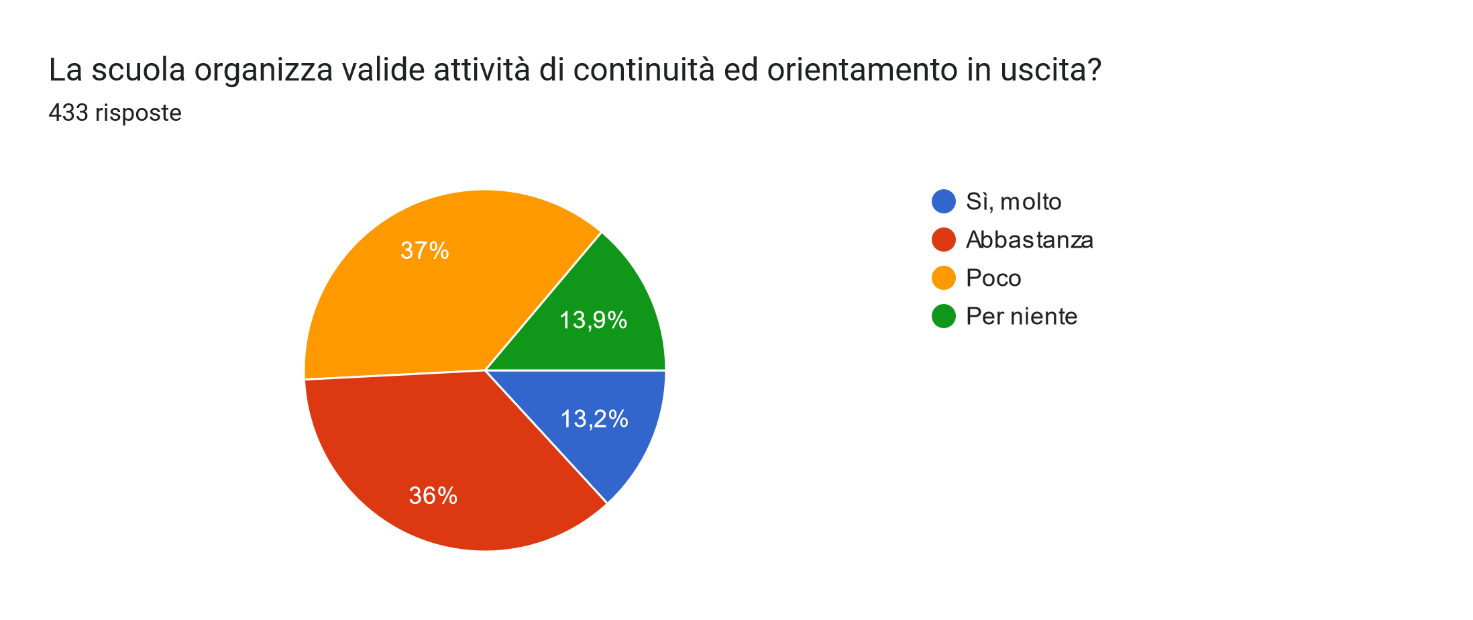 La scuola organizza valide attività di continuità ed orientamento in uscita?
433 risposte
37%
13,9%
13,2%
36%
Sì, molto
Abbastanza
Poco
Per niente